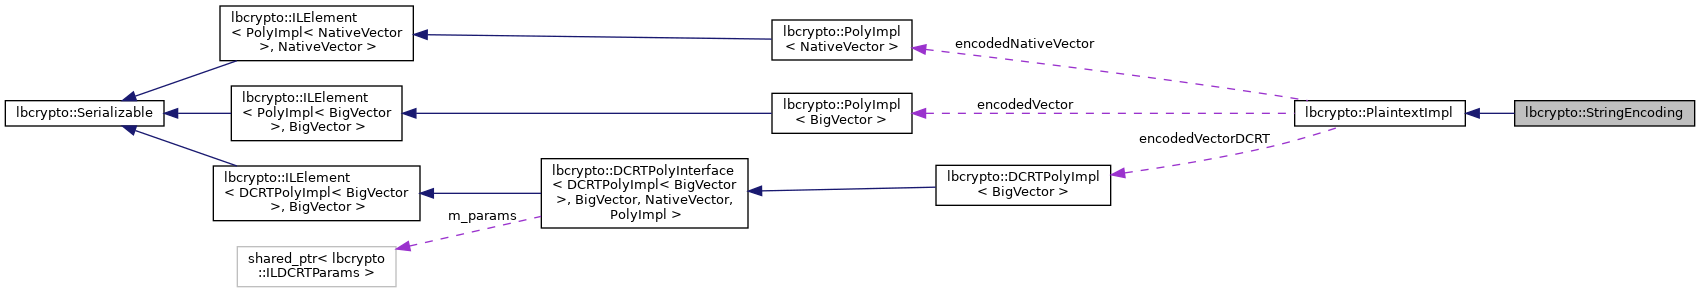 lbcrypto::ILElement
< PolyImpl< NativeVector
>, NativeVector >
lbcrypto::PolyImpl
< NativeVector >
encodedNativeVector
lbcrypto::Serializable
lbcrypto::ILElement
< PolyImpl< BigVector
>, BigVector >
lbcrypto::PolyImpl
< BigVector >
encodedVector
lbcrypto::PlaintextImpl
lbcrypto::StringEncoding
encodedVectorDCRT
lbcrypto::ILElement
< DCRTPolyImpl< BigVector
>, BigVector >
lbcrypto::DCRTPolyInterface
< DCRTPolyImpl< BigVector
>, BigVector, NativeVector,
PolyImpl >
lbcrypto::DCRTPolyImpl
< BigVector >
m_params
shared_ptr< lbcrypto
::ILDCRTParams >